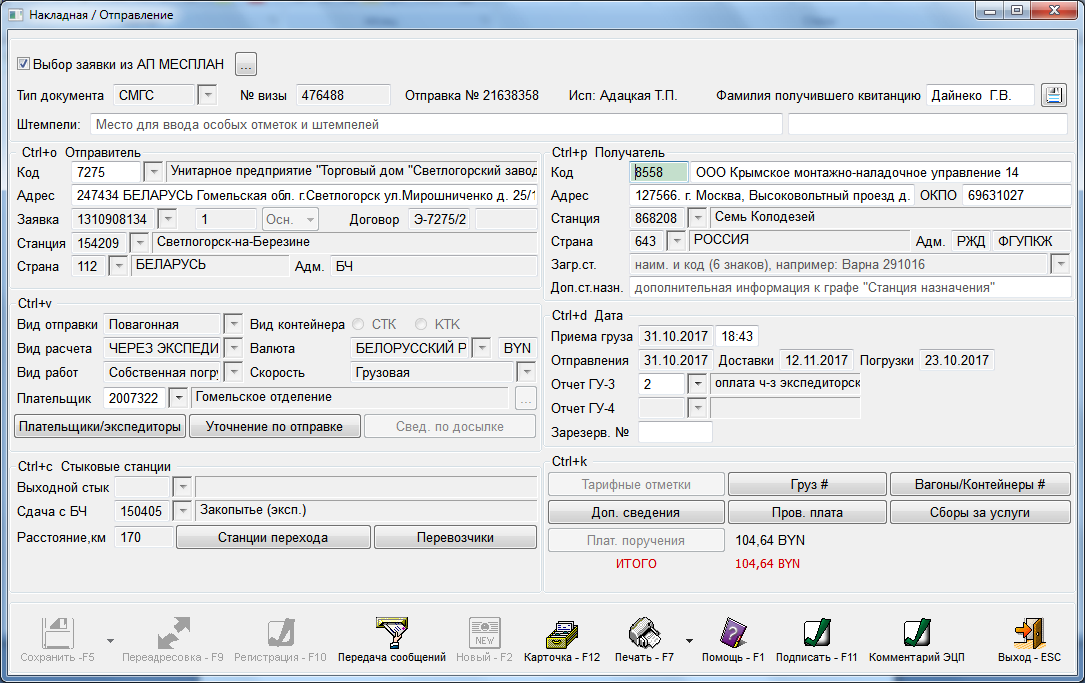 Накладная / Отправление
Выбор заявки из АП МЕСПЛАН ...
Тип документа СМГС № визы 476488 Отправка № 21638358 Исп: Адацкая Т.П. Фамилия получившего квитанцию Дайнеко Г.В.
Штемпели: Место для ввода особых отметок и штемпелей
Ctrl+o Отправитель
Код 7275 Унитарное предприятие "Торговый дом "Светлогорский завод
Адрес 247434 БЕЛАРУСЬ Гомельская обл. г.Светлогорск ул.Мирошниченко д. 25/1
Заявка 1310908134 1 Осн. Договор Э-7275/2
Станция 154209 Светлогорск-на-Березине
Страна 112 БЕЛАРУСЬ Адм. БЧ
Ctrl+p Получатель
Код 8558 ООО Крымское монтажно-наладочное управление 14
Адрес 127566. г. Москва, Высоковольтный проезд д. ОКПО 69631027
Станция 868208 Семь Колодезей
Страна 643 РОССИЯ Адм. РЖД ФГУПКЖ
Загр.ст. наим. и код (6 знаков), например: Варна 291016
Доп.ст.назн. дополнительная информация к графе "Станция назначения"
Ctrl+v
Вид отправки Повагонная Вид контейнера СТК КТК
Вид расчета ЧЕРЕЗ ЭКСПЕДИ Валюта БЕЛОРУССКИЙ Р BYN
Вид работ Собственная погр Скорость Грузовая
Плательщик 2007322 Гомельское отделение ...
Плательщики/экспедиторы Уточнение по отправке Свед. по досылке
Ctrl+d Дата
Приема груза 31.10.2017 18:43
Отправления 31.10.2017 Доставки 12.11.2017 Погрузки 23.10.2017
Отчет ГУ-3 2 оплата ч-з экспедиторск
Отчет ГУ-4
Зарезерв. №
Ctrl+c Стыковые станции
Выходной стык
Сдача с БЧ 150405 Закопытье (эксп.)
Расстояние,км 170 Станции перехода Перевозчики
Ctrl+k
Тарифные отметки Груз # Вагоны/Контейнеры #
Доп. сведения Пров. плата Сборы за услуги
Плат. поручения 104,64 BYN
ИТОГО 104,64 BYN
Сохранить -F5 Переадресовка - F9 Регистрация - F10 Передача сообщений NEW Новый - F2 Карточка - F12 Печать - F7 Помощь - F1 Подписать - F11 Комментарий ЭЦП Выход - ESC